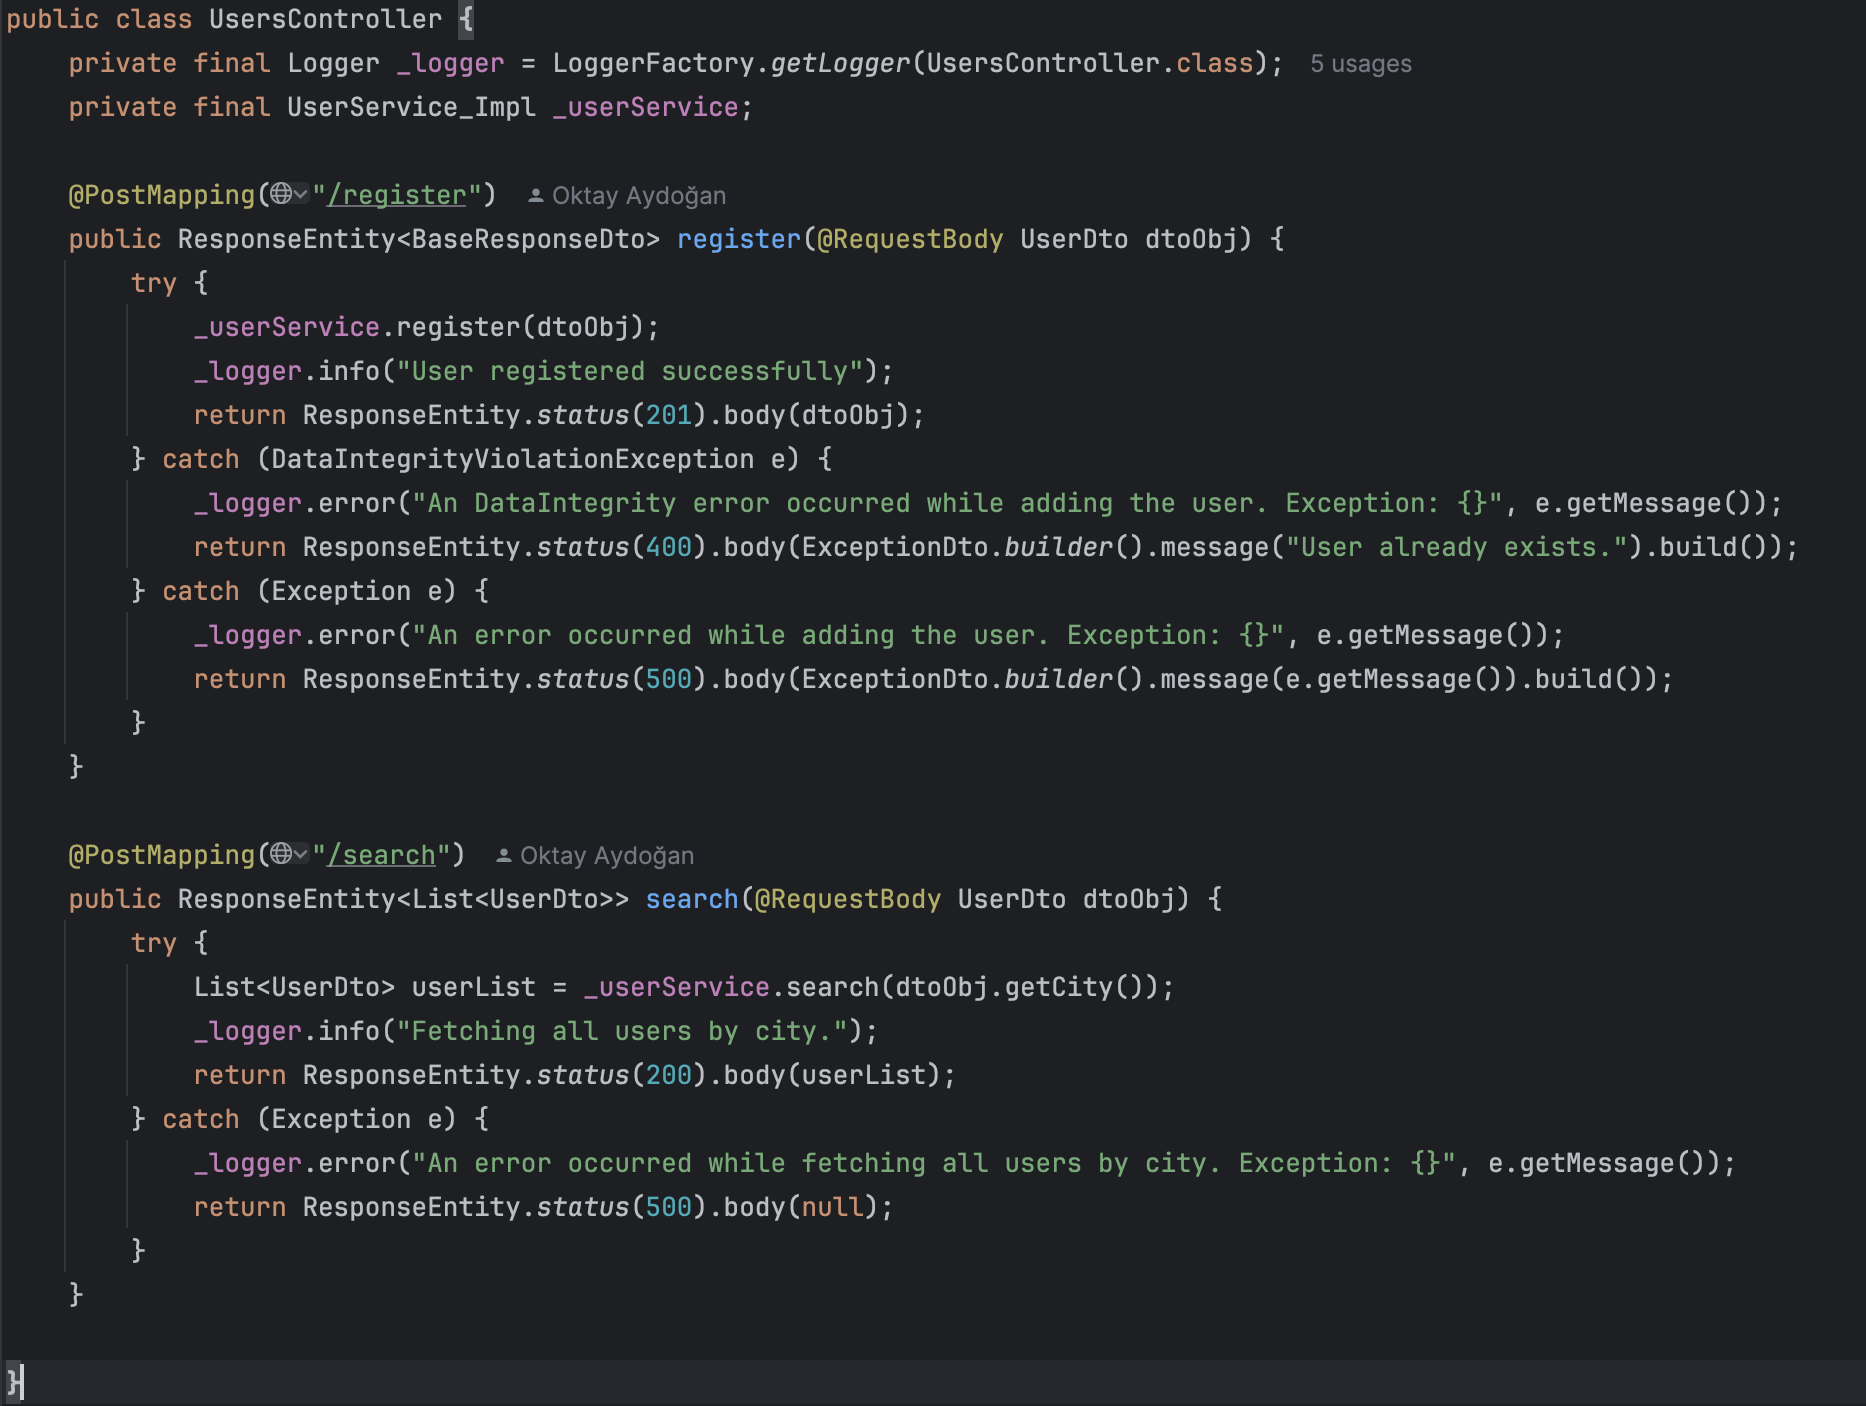 public class UsersController {
    private final Logger _logger = LoggerFactory.getLogger(UsersController.class);  5 usages
    private final UserService_Impl _userService;

    @PostMapping("/register")  Oktay Aydoğan
    public ResponseEntity<BaseResponseDto> register(@RequestBody UserDto dtoObj) {
        try {
            _userService.register(dtoObj);
            _logger.info("User registered successfully");
            return ResponseEntity.status(201).body(dtoObj);
        } catch (DataIntegrityViolationException e) {
            _logger.error("An DataIntegrity error occurred while adding the user. Exception: {}", e.getMessage());
            return ResponseEntity.status(400).body(ExceptionDto.builder().message("User already exists.").build());
        } catch (Exception e) {
            _logger.error("An error occurred while adding the user. Exception: {}", e.getMessage());
            return ResponseEntity.status(500).body(ExceptionDto.builder().message(e.getMessage()).build());
        }
    }

    @PostMapping("/search")  Oktay Aydoğan
    public ResponseEntity<List<UserDto>> search(@RequestBody UserDto dtoObj) {
        try {
            List<UserDto> userList = _userService.search(dtoObj.getCity());
            _logger.info("Fetching all users by city.");
            return ResponseEntity.status(200).body(userList);
        } catch (Exception e) {
            _logger.error("An error occurred while fetching all users by city. Exception: {}", e.getMessage());
            return ResponseEntity.status(500).body(null);
        }
    }

}